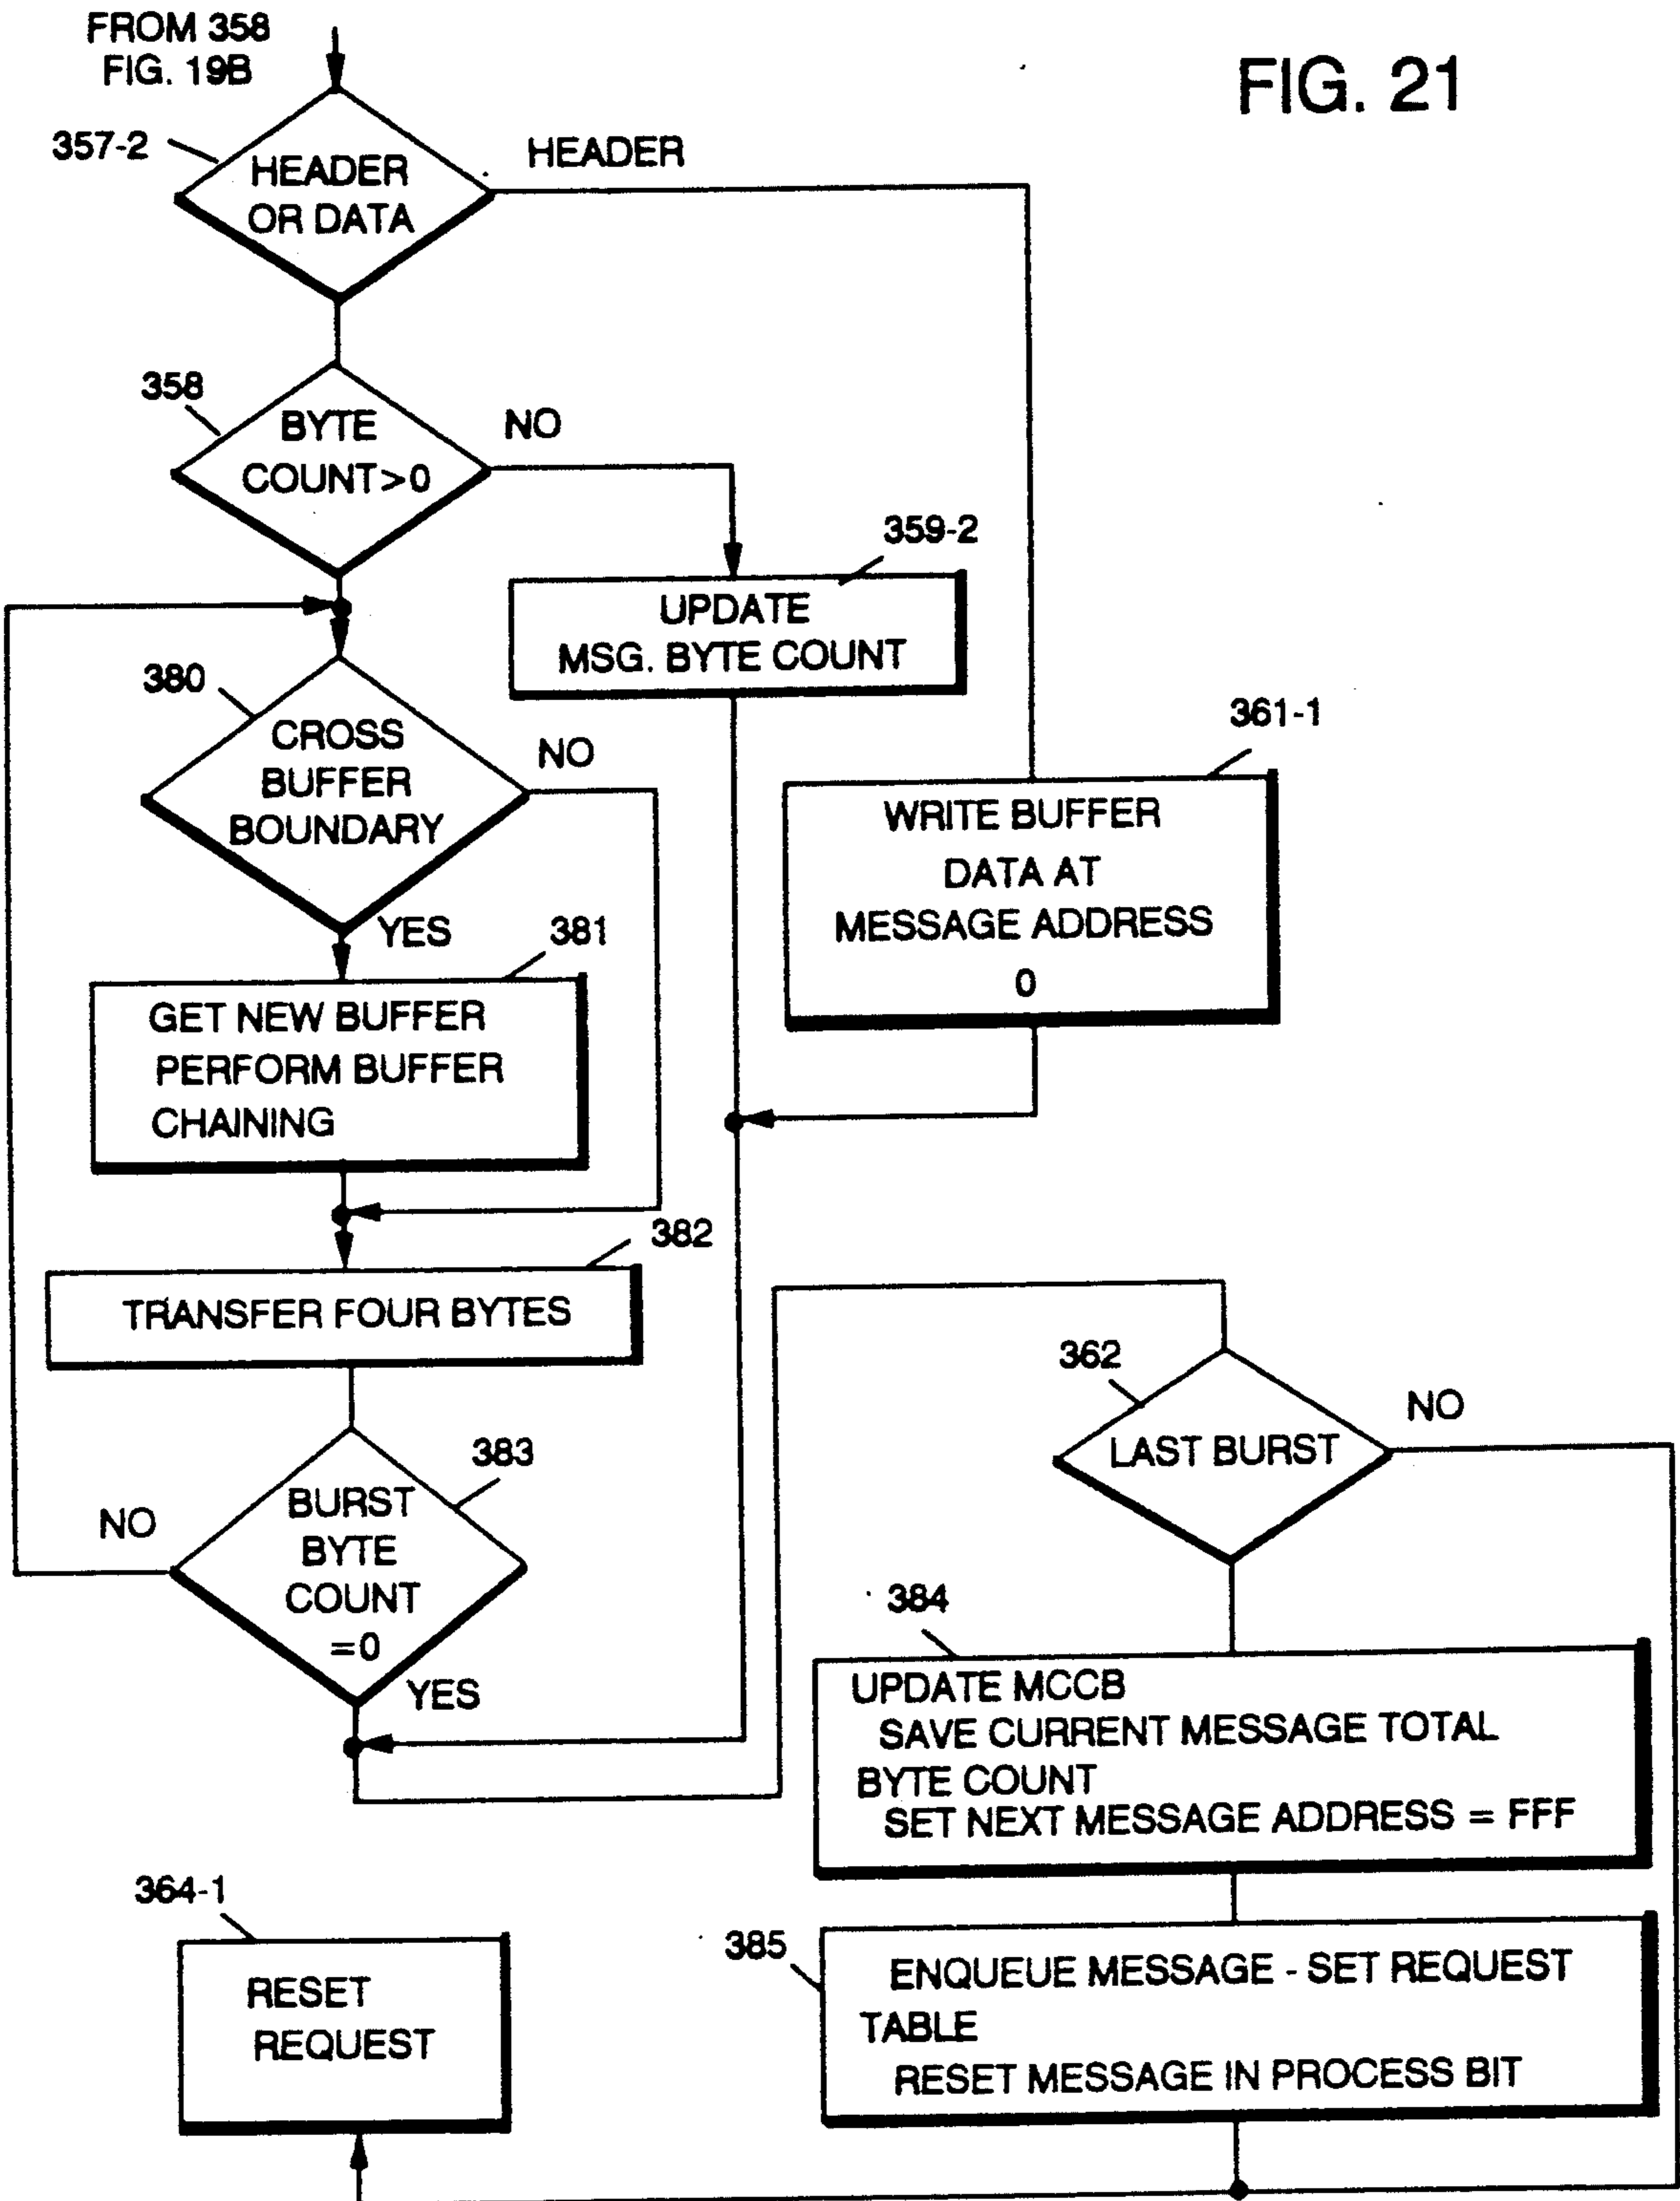 FROM 358
FIG. 19B
FIG. 21
357-2
HEADER
OR DATA
HEADER
358
BYTE
COUNT>0
NO
359-2
UPDATE
MSG. BYTE COUNT
380
CROSS
BUFFER
BOUNDARY
NO
YES
361-1
WRITE BUFFER
DATA AT
MESSAGE ADDRESS
0
381
GET NEW BUFFER
PERFORM BUFFER
CHAINING
382
TRANSFER FOUR BYTES
383
BURST
BYTE
COUNT
=0
NO
YES
362
LAST BURST
NO
384
UPDATE MCCB
SAVE CURRENT MESSAGE TOTAL
BYTE COUNT
SET NEXT MESSAGE ADDRESS = FFF
364-1
RESET
REQUEST
385
ENQUEUE MESSAGE - SET REQUEST
TABLE
RESET MESSAGE IN PROCESS BIT